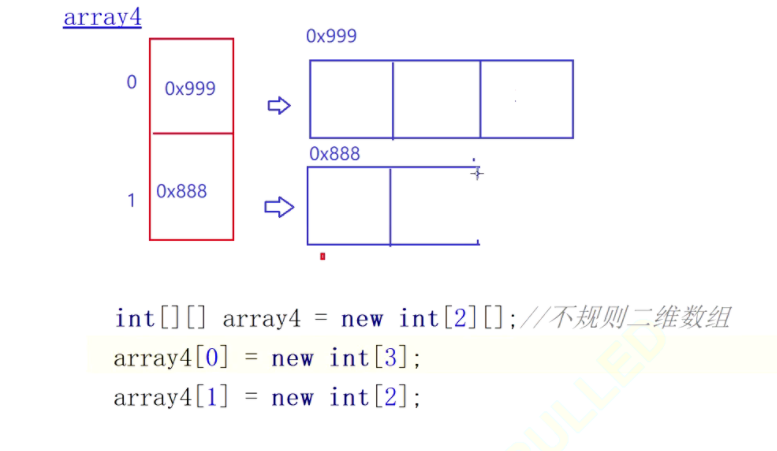 array4
0x999
0
0x999
0x888
1
0x888
int[][] array4 = new int[2][];//不规则二维数组
array4[0] = new int[3];
array4[1] = new int[2];